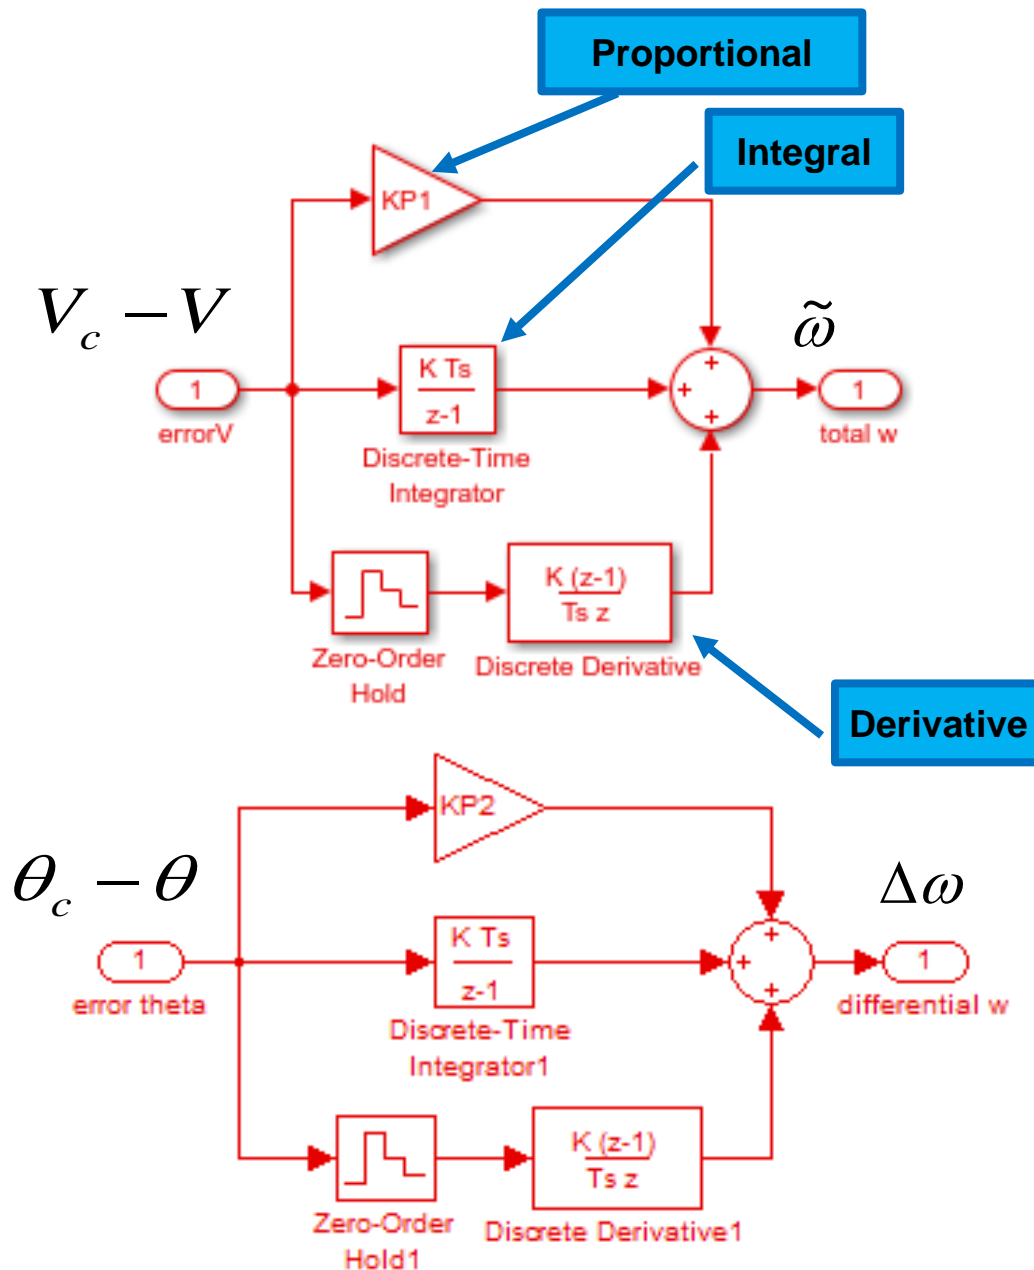 Proportional
Integral
KP1
V_c − V
ω̃
K Ts
z-1
+
+
+
1
errorV
1
total w
Discrete-Time
Integrator
K (z-1)
Ts z
Zero-Order
Hold
Discrete Derivative
Derivative
KP2
θ_c − θ
Δω
K Ts
z-1
+
+
+
1
error theta
1
differential w
Discrete-Time
Integrator1
K (z-1)
Ts z
Zero-Order
Hold1
Discrete Derivative1